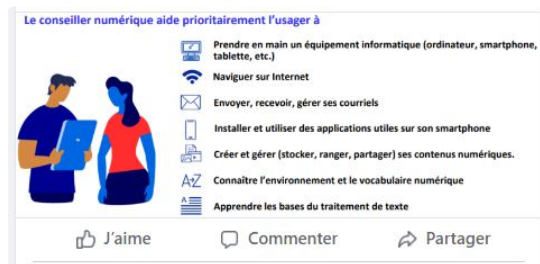 Le conseiller numérique aide prioritairement l'usager à
Prendre en main un équipement informatique (ordinateur, smartphone,
tablette, etc.)
Naviguer sur Internet
Envoyer, recevoir, gérer ses courriels
Installer et utiliser des applications utiles sur son smartphone
Créer et gérer (stocker, ranger, partager) ses contenus numériques.
A→Z Connaître l'environnement et le vocabulaire numérique
A Apprendre les bases du traitement de texte
J'aime Commenter Partager